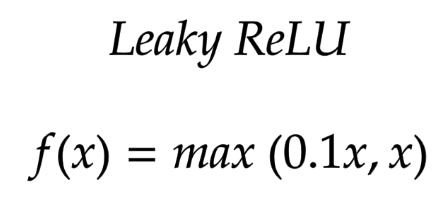 Leaky ReLU
f(x) = max (0.1x, x)